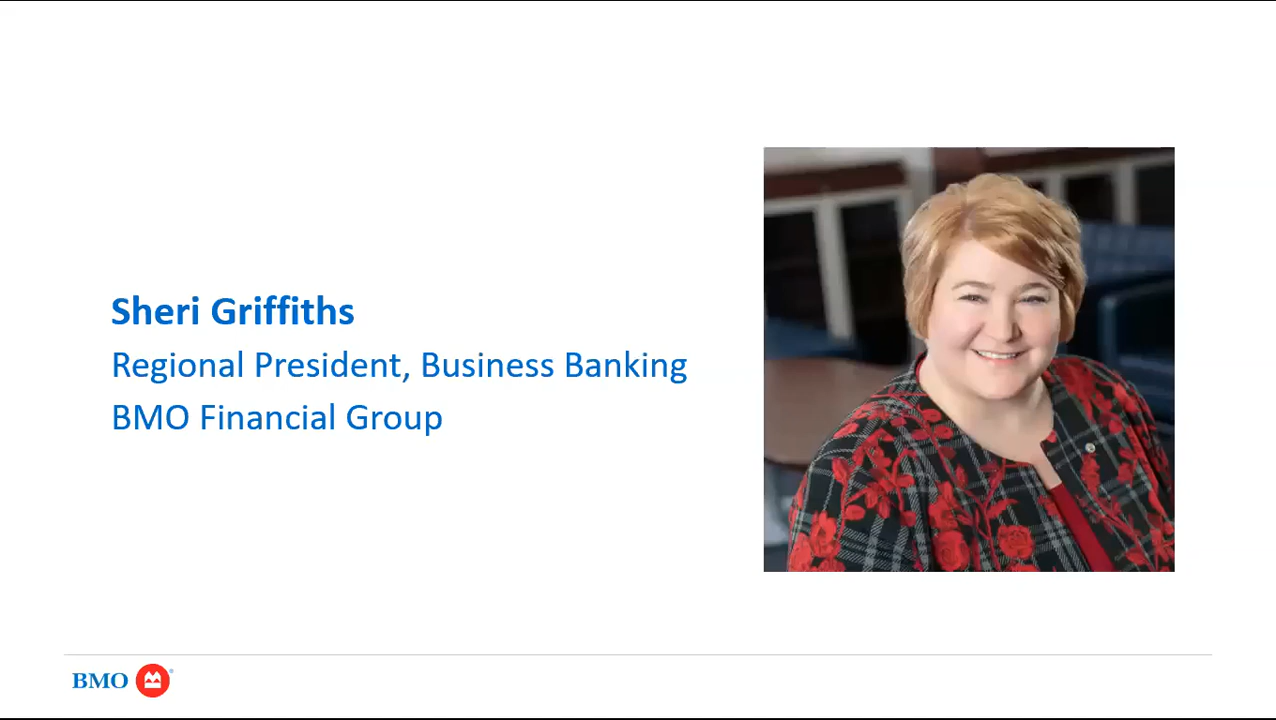 Sheri Griffiths
Regional President, Business Banking
BMO Financial Group
BMO